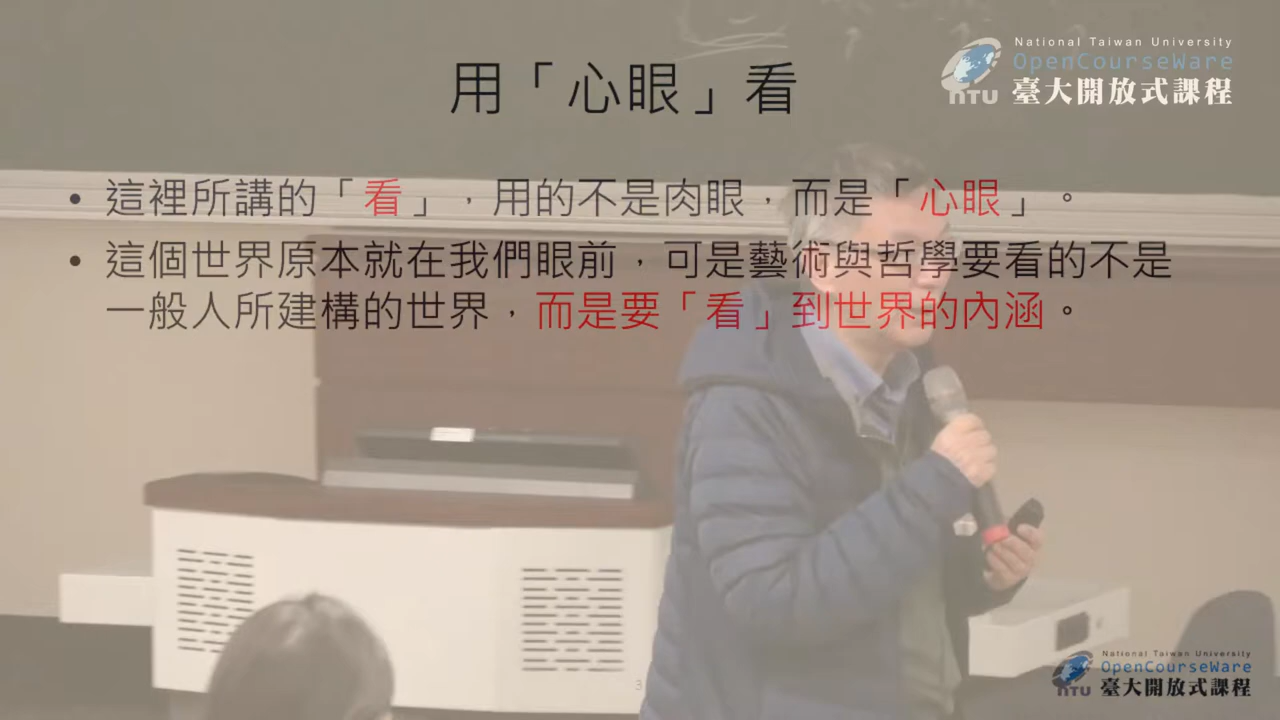 National Taiwan University
OpenCourseWare
NTU 臺大開放式課程
用「心眼」看
• 這裡所講的「看」，用的不是肉眼，而是「心眼」。
• 這個世界原本就在我們眼前，可是藝術與哲學要看的不是
一般人所建構的世界，而是要「看」到世界的內涵。
3
National Taiwan University
OpenCourseWare
NTU 臺大開放式課程